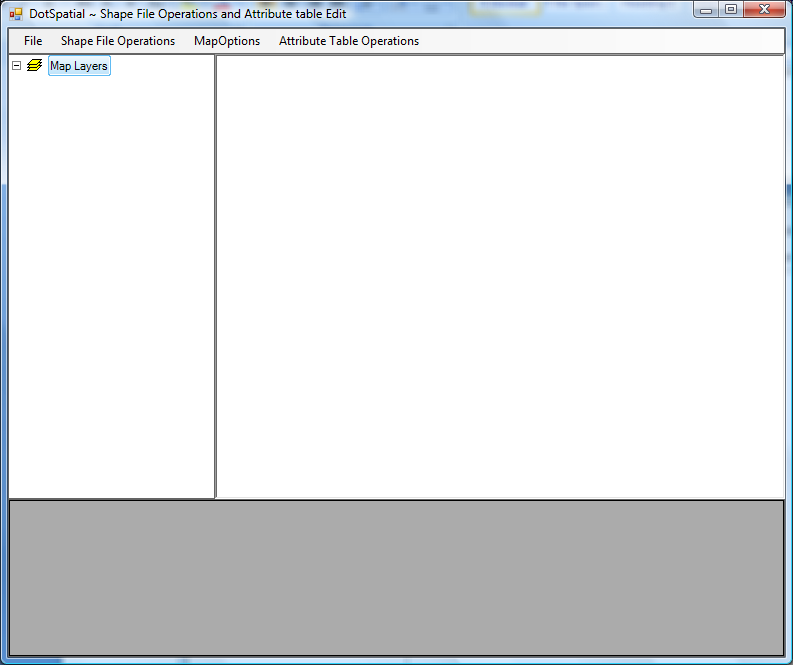 DotSpatial ~ Shape File Operations and Attribute table Edit
File Shape File Operations MapOptions Attribute Table Operations
Map Layers